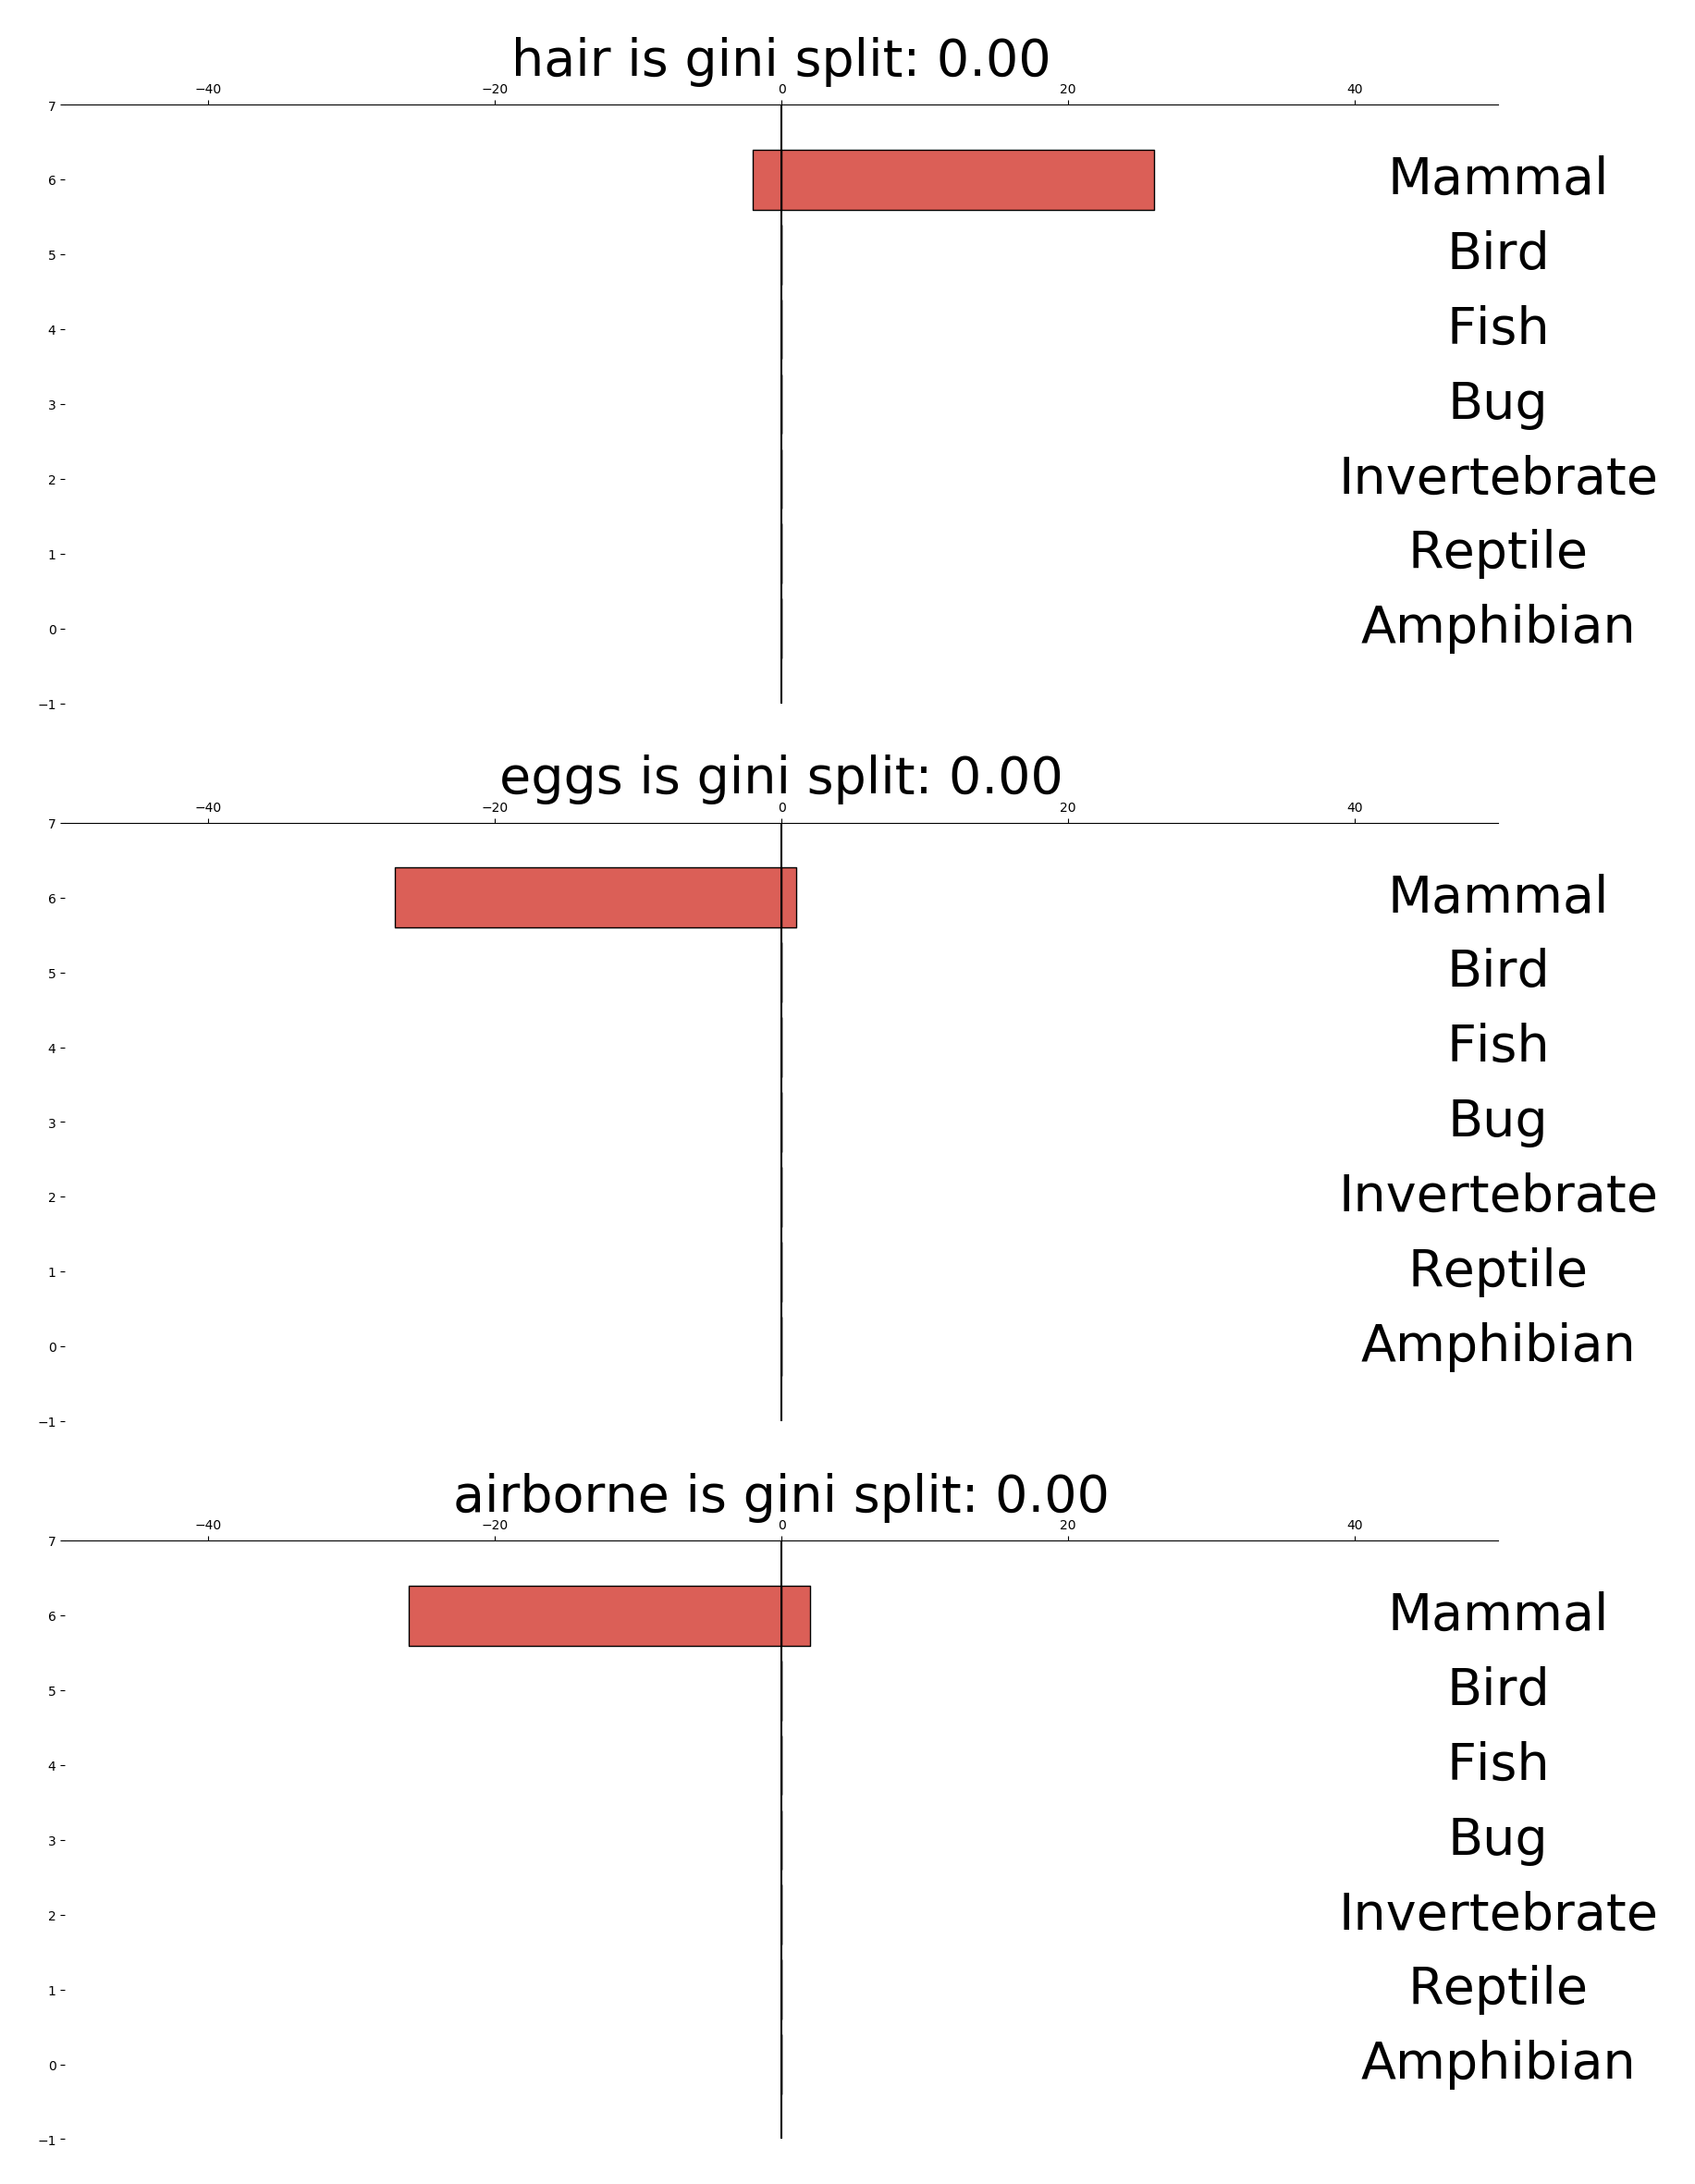 hair is gini split: 0.00
−40 −20 0 20 40
7
6 Mammal
5 Bird
4 Fish
3 Bug
2 Invertebrate
1 Reptile
0 Amphibian
−1
eggs is gini split: 0.00
−40 −20 0 20 40
7
6 Mammal
5 Bird
4 Fish
3 Bug
2 Invertebrate
1 Reptile
0 Amphibian
−1
airborne is gini split: 0.00
−40 −20 0 20 40
7
6 Mammal
5 Bird
4 Fish
3 Bug
2 Invertebrate
1 Reptile
0 Amphibian
−1